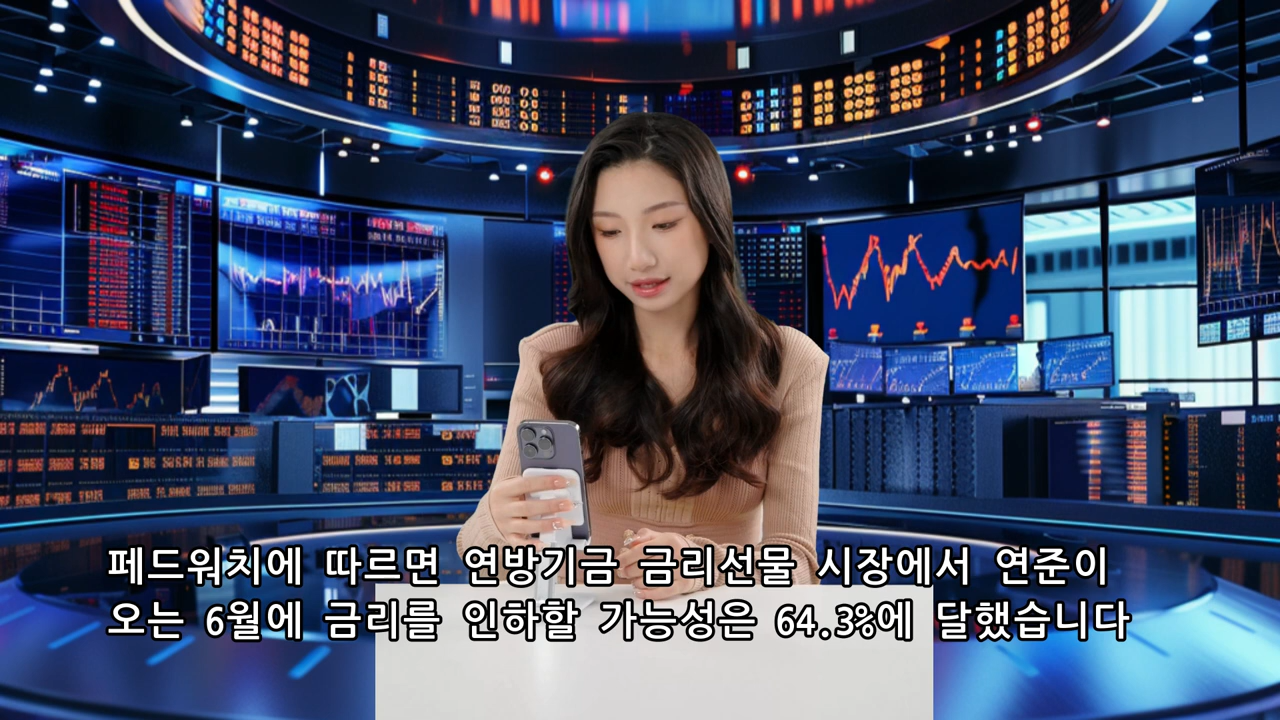 페드워치에 따르면 연방기금 금리선물 시장에서 연준이
오는 6월에 금리를 인하할 가능성은 64.3%에 달했습니다